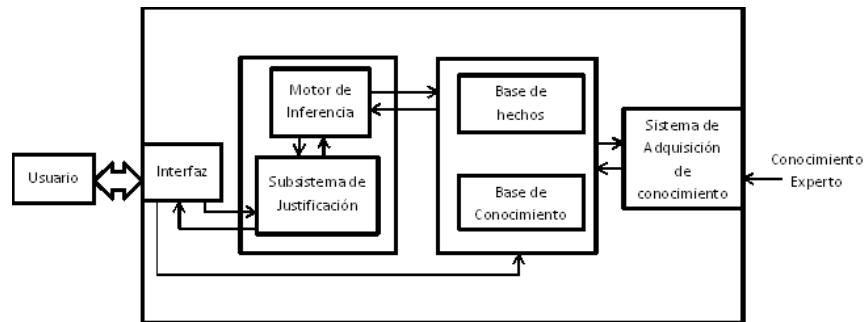 Usuario
Interfaz
Motor de
Inferencia
Subsistema de
Justificación
Base de
hechos
Base de
Conocimiento
Sistema de
Adquisición
de
conocimiento
Conocimiento
Experto